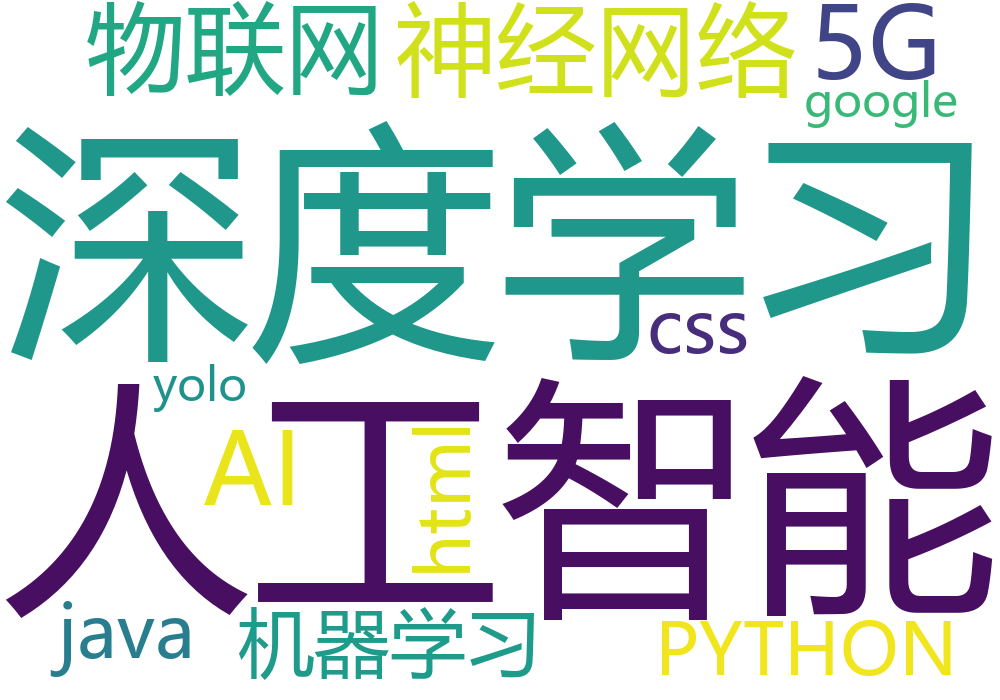 物联网
神经网络
5G
google
深度学习
css
yolo
人工智能
AI
html
java
机器学习
PYTHON